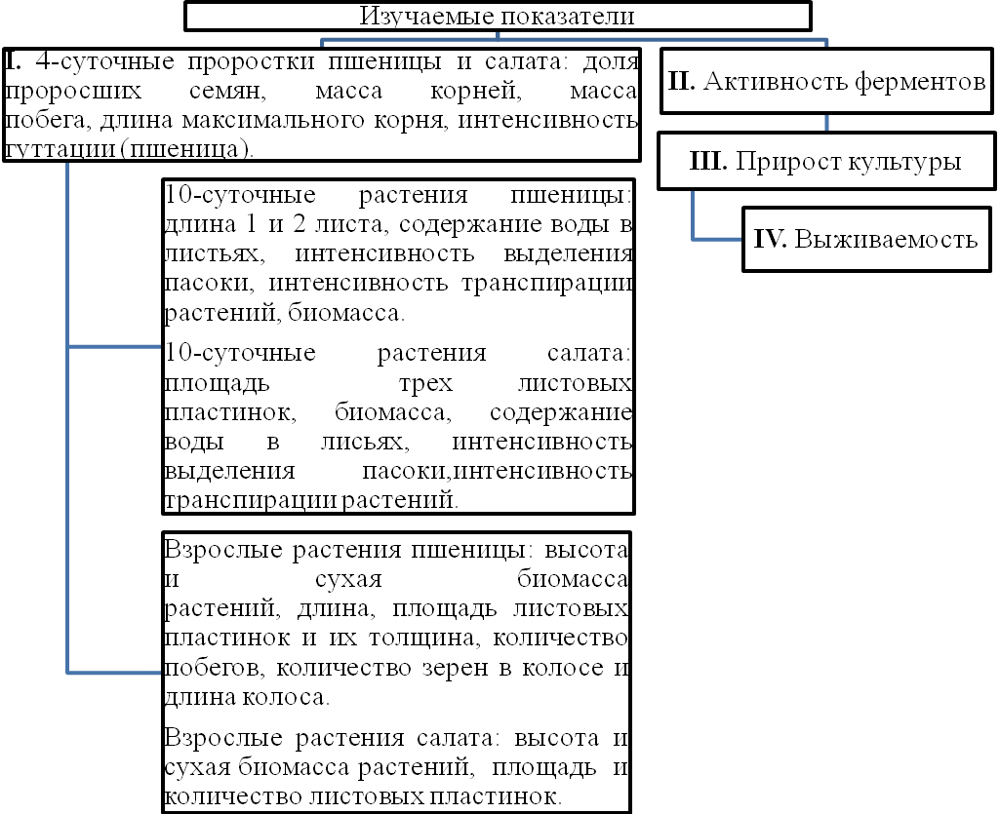 Изучаемые показатели
I. 4-суточные проростки пшеницы и салата: доля
проросших семян, масса корней, масса
побега, длина максимального корня, интенсивность
гуттации (пшеница).
II. Активность ферментов
III. Прирост культуры
IV. Выживаемость
10-суточные растения пшеницы:
длина 1 и 2 листа, содержание воды в
листьях, интенсивность выделения
пасоки, интенсивность транспирации
растений, биомасса.
10-суточные растения салата:
площадь трех листовых
пластинок, биомасса, содержание
воды в лисьях, интенсивность
выделения пасоки,интенсивность
транспирации растений.
Взрослые растения пшеницы: высота
и сухая биомасса
растений, длина, площадь листовых
пластинок и их толщина, количество
побегов, количество зерен в колосе и
длина колоса.
Взрослые растения салата: высота и
сухая биомасса растений, площадь и
количество листовых пластинок.